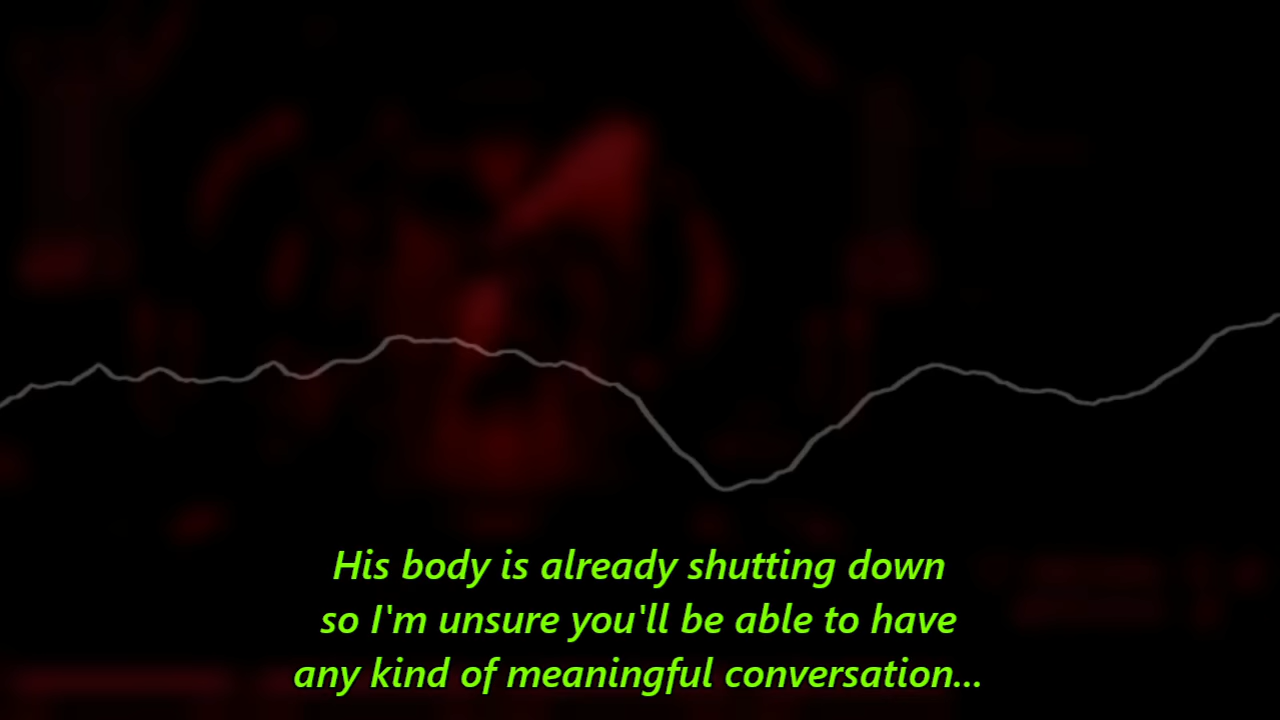 His body is already shutting down
so I'm unsure you'll be able to have
any kind of meaningful conversation...